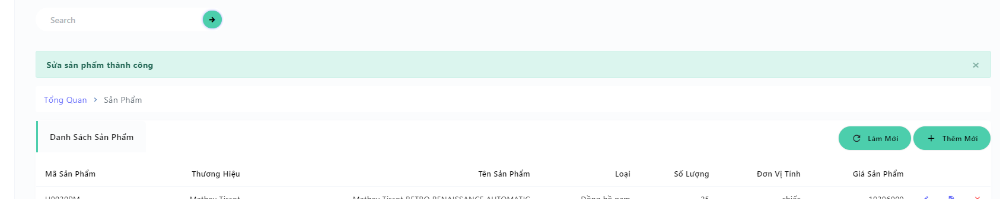 Search
Sửa sản phẩm thành công ×
Tổng Quan > Sản Phẩm
Danh Sách Sản Phẩm Làm Mới + Thêm Mới
Mã Sản Phẩm Thương Hiệu Tên Sản Phẩm Loại Số Lượng Đơn Vị Tính Giá Sản Phẩm
Mathey Tissot Mathey Tissot RETRO RENAISSANCE AUTOMATIC Đồng hồ nam 25 chiếc